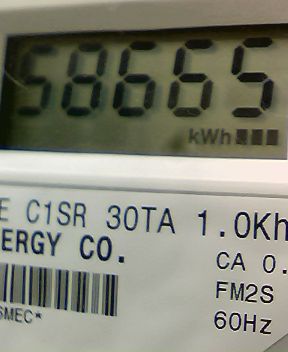 58665
kWh
E C1SR 30TA 1.0Kh
ERGY CO.
CA 0.
FM2S
SMEC*
60Hz